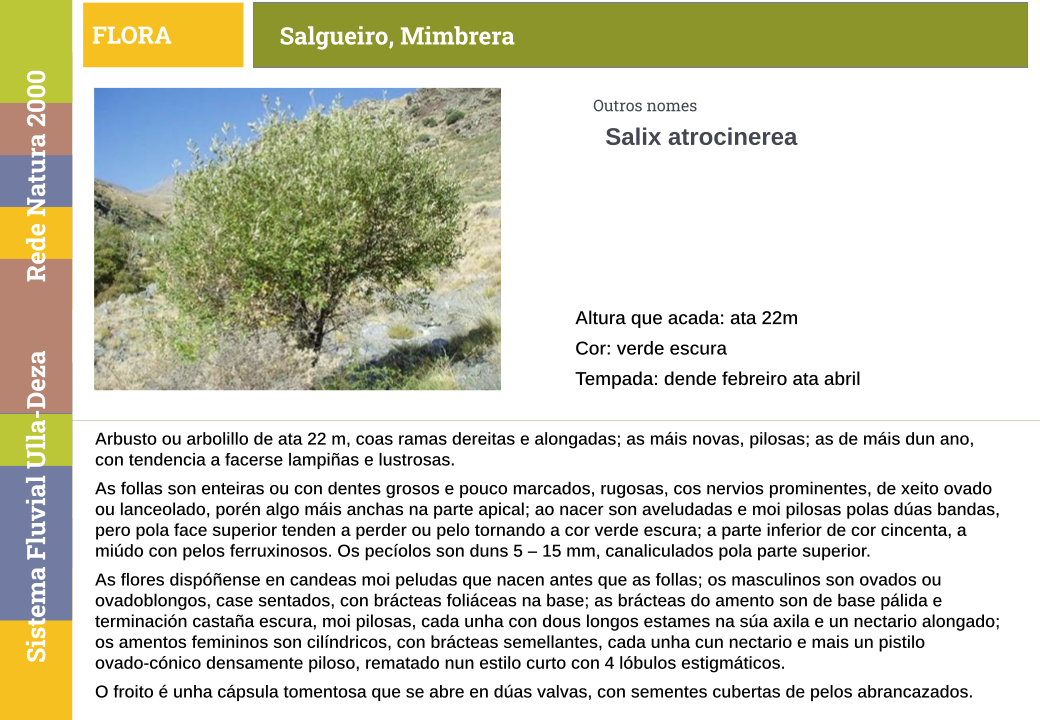 FLORA
Salgueiro, Mimbrera
Rede Natura 2000
Sistema Fluvial Ulla-Deza
Outros nomes
Salix atrocinerea
Altura que acada: ata 22m
Cor: verde escura
Tempada: dende febreiro ata abril
Arbusto ou arbolillo de ata 22 m, coas ramas dereitas e alongadas; as máis novas, pilosas; as de máis dun ano,
con tendencia a facerse lampiñas e lustrosas.
As follas son enteiras ou con dentes grosos e pouco marcados, rugosas, cos nervios prominentes, de xeito ovado
ou lanceolado, porén algo máis anchas na parte apical; ao nacer son aveludadas e moi pilosas polas dúas bandas,
pero pola face superior tenden a perder ou pelo tornando a cor verde escura; a parte inferior de cor cincenta, a
miúdo con pelos ferruxinosos. Os pecíolos son duns 5 – 15 mm, canaliculados pola parte superior.
As flores dispóñense en candeas moi peludas que nacen antes que as follas; os masculinos son ovados ou
ovadoblongos, case sentados, con brácteas foliáceas na base; as brácteas do amento son de base pálida e
terminación castaña escura, moi pilosas, cada unha con dous longos estames na súa axila e un nectario alongado;
os amentos femininos son cilíndricos, con brácteas semellantes, cada unha cun nectario e mais un pistilo
ovado-cónico densamente piloso, rematado nun estilo curto con 4 lóbulos estigmáticos.
O froito é unha cápsula tomentosa que se abre en dúas valvas, con sementes cubertas de pelos abrancazados.